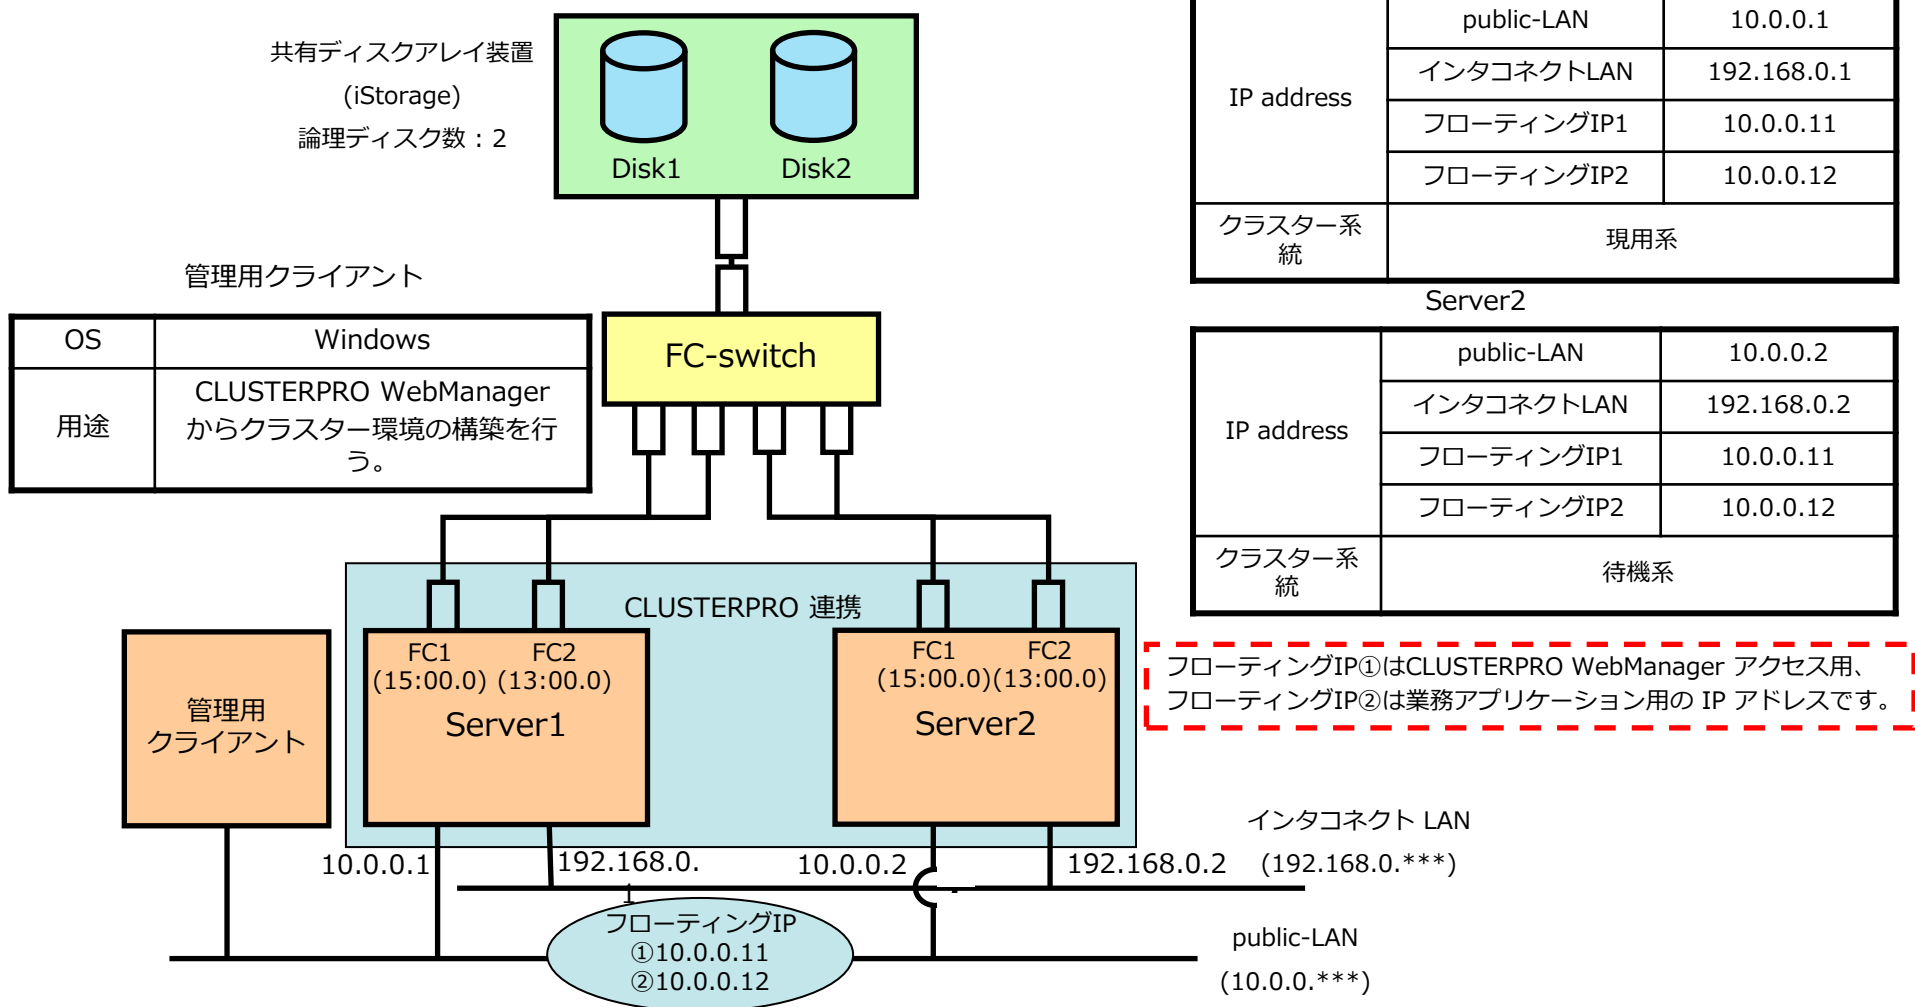 共有ディスクアレイ装置
(iStorage)
論理ディスク数：2
Disk1
Disk2
public-LAN
10.0.0.1
インタコネクトLAN
192.168.0.1
IP address
フローティングIP1
10.0.0.11
フローティングIP2
10.0.0.12
クラスター系
統
現用系
管理用クライアント
OS
Windows
用途
CLUSTERPRO WebManager
からクラスター環境の構築を行
う。
FC-switch
Server2
public-LAN
10.0.0.2
インタコネクトLAN
192.168.0.2
IP address
フローティングIP1
10.0.0.11
フローティングIP2
10.0.0.12
クラスター系
統
待機系
CLUSTERPRO 連携
管理用
クライアント
FC1
(15:00.0)
FC2
(13:00.0)
Server1
FC1
(15:00.0)
FC2
(13:00.0)
Server2
フローティングIP①はCLUSTERPRO WebManager アクセス用、
フローティングIP②は業務アプリケーション用の IP アドレスです。
10.0.0.1
192.168.0.
1
10.0.0.2
192.168.0.2
インタコネクト LAN
(192.168.0.***)
フローティングIP
①10.0.0.11
②10.0.0.12
public-LAN
(10.0.0.***)